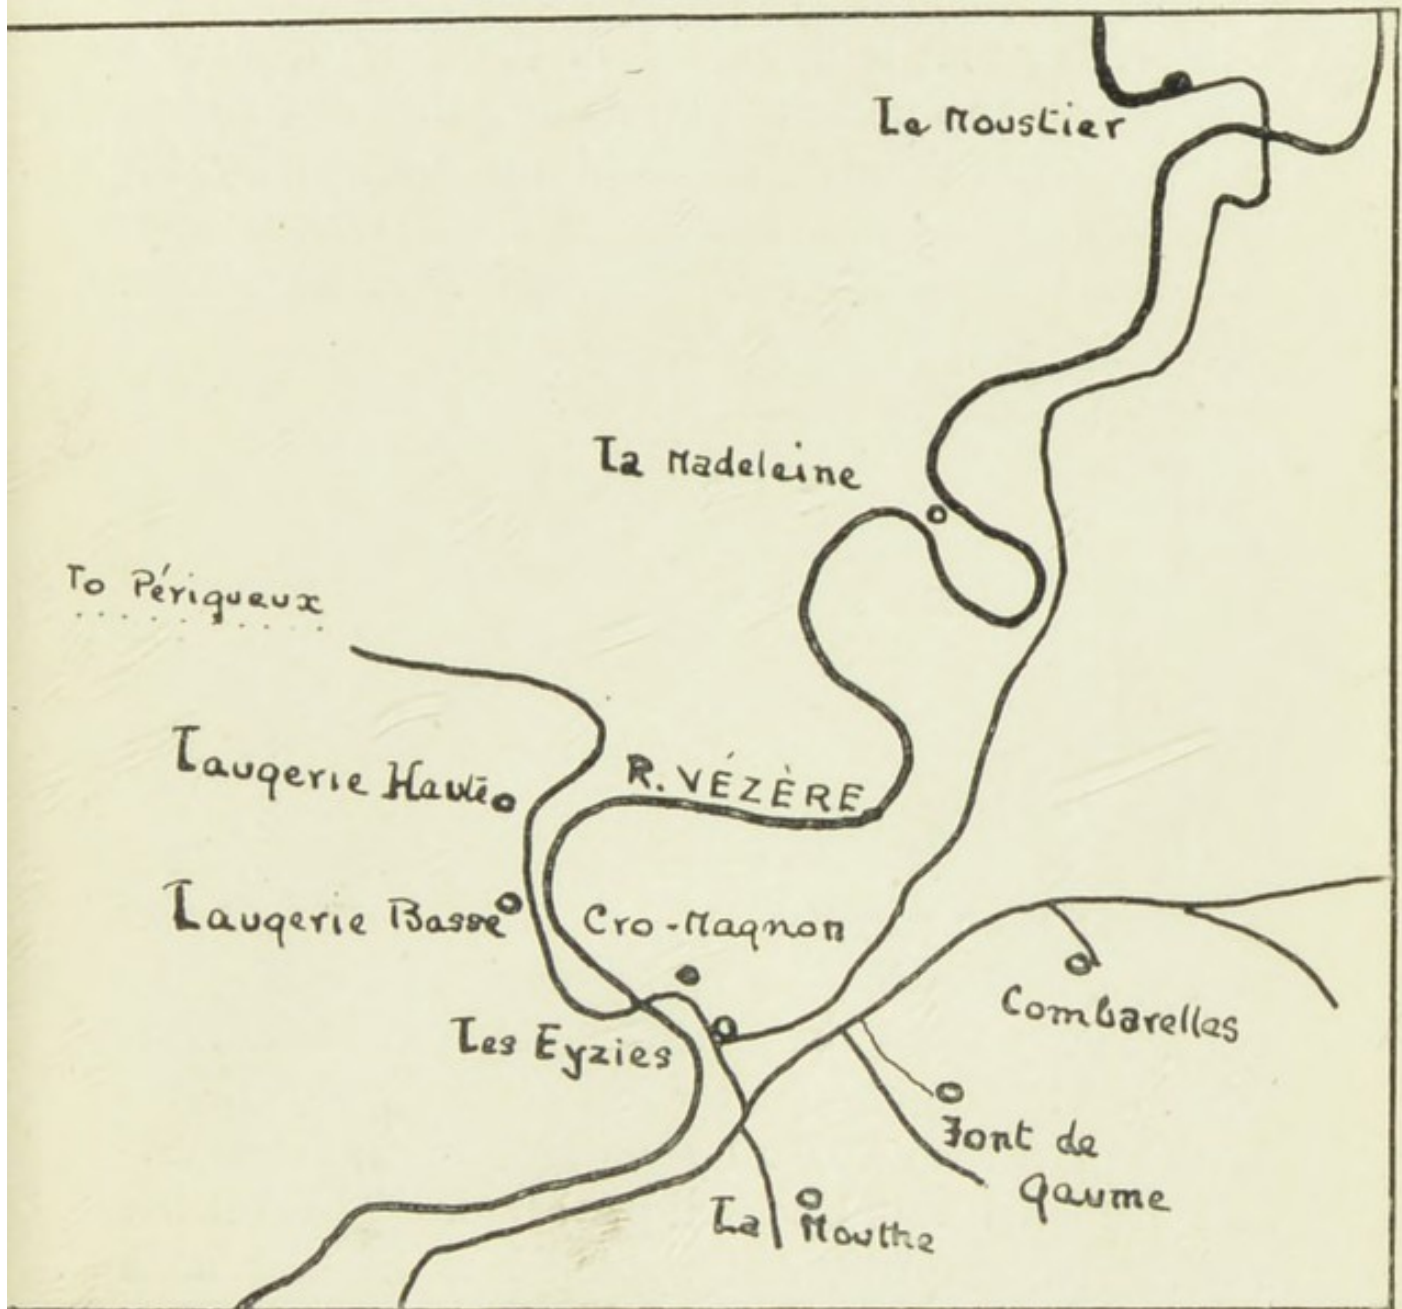 Le Moustier
La Madeleine
To Périgueux
Laugerie Haute
R. VÉZÈRE
Laugerie Basse
Cro-Magnon
Combarelles
Les Eyzies
Font de
Gaume
La Mouthe